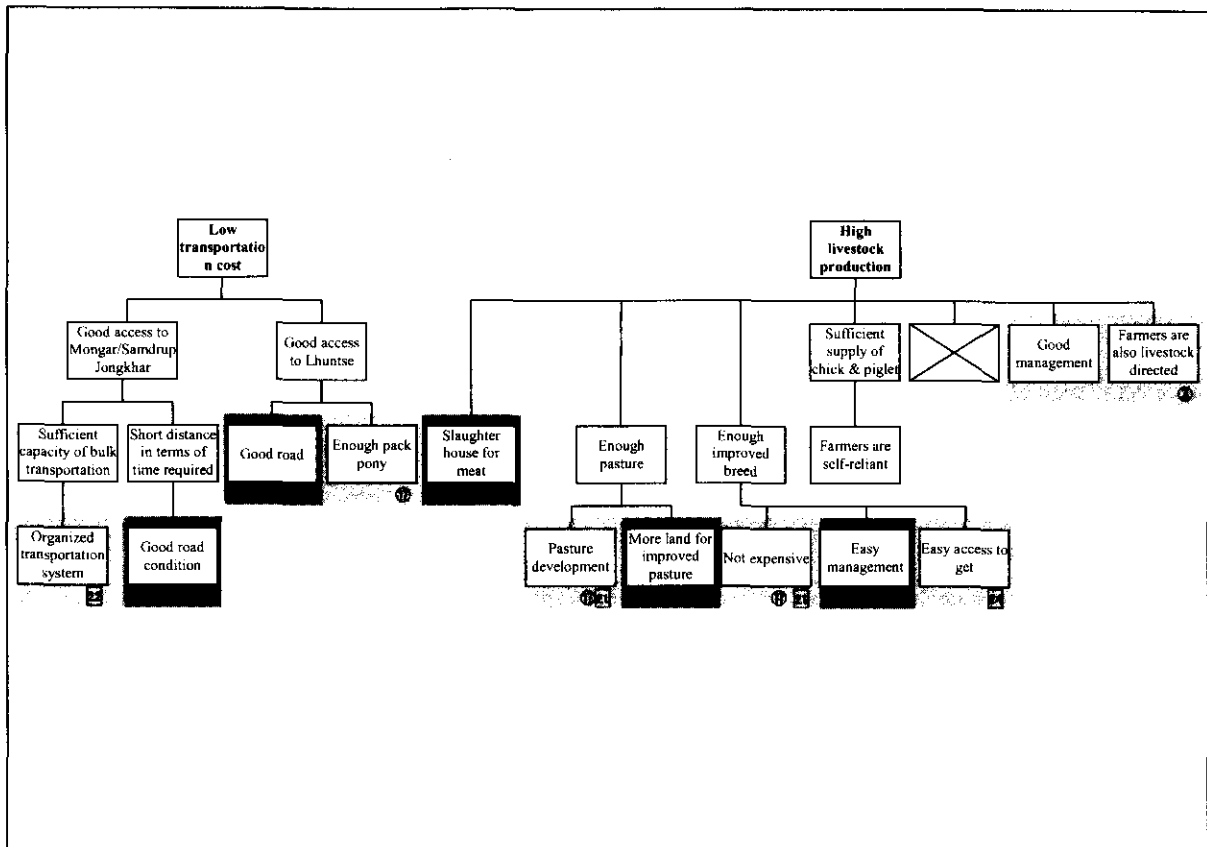 Low
transportatio
n cost
High
livestock
production
Good access to
Mongar/Samdrup
Jongkhar
Good access
to Lhuntse
Sufficient
supply of
chick & piglet
Good
management
Farmers are
also livestock
directed
Sufficient
capacity of bulk
transportation
Short distance
in terms of
time required
Good road
Enough pack
pony
Slaughter
house for
meat
Enough
pasture
Enough
improved
breed
Farmers are
self-reliant
Organized
transportation
system
Good road
condition
Pasture
development
More land for
improved
pasture
Not expensive
Easy
management
Easy access to
get